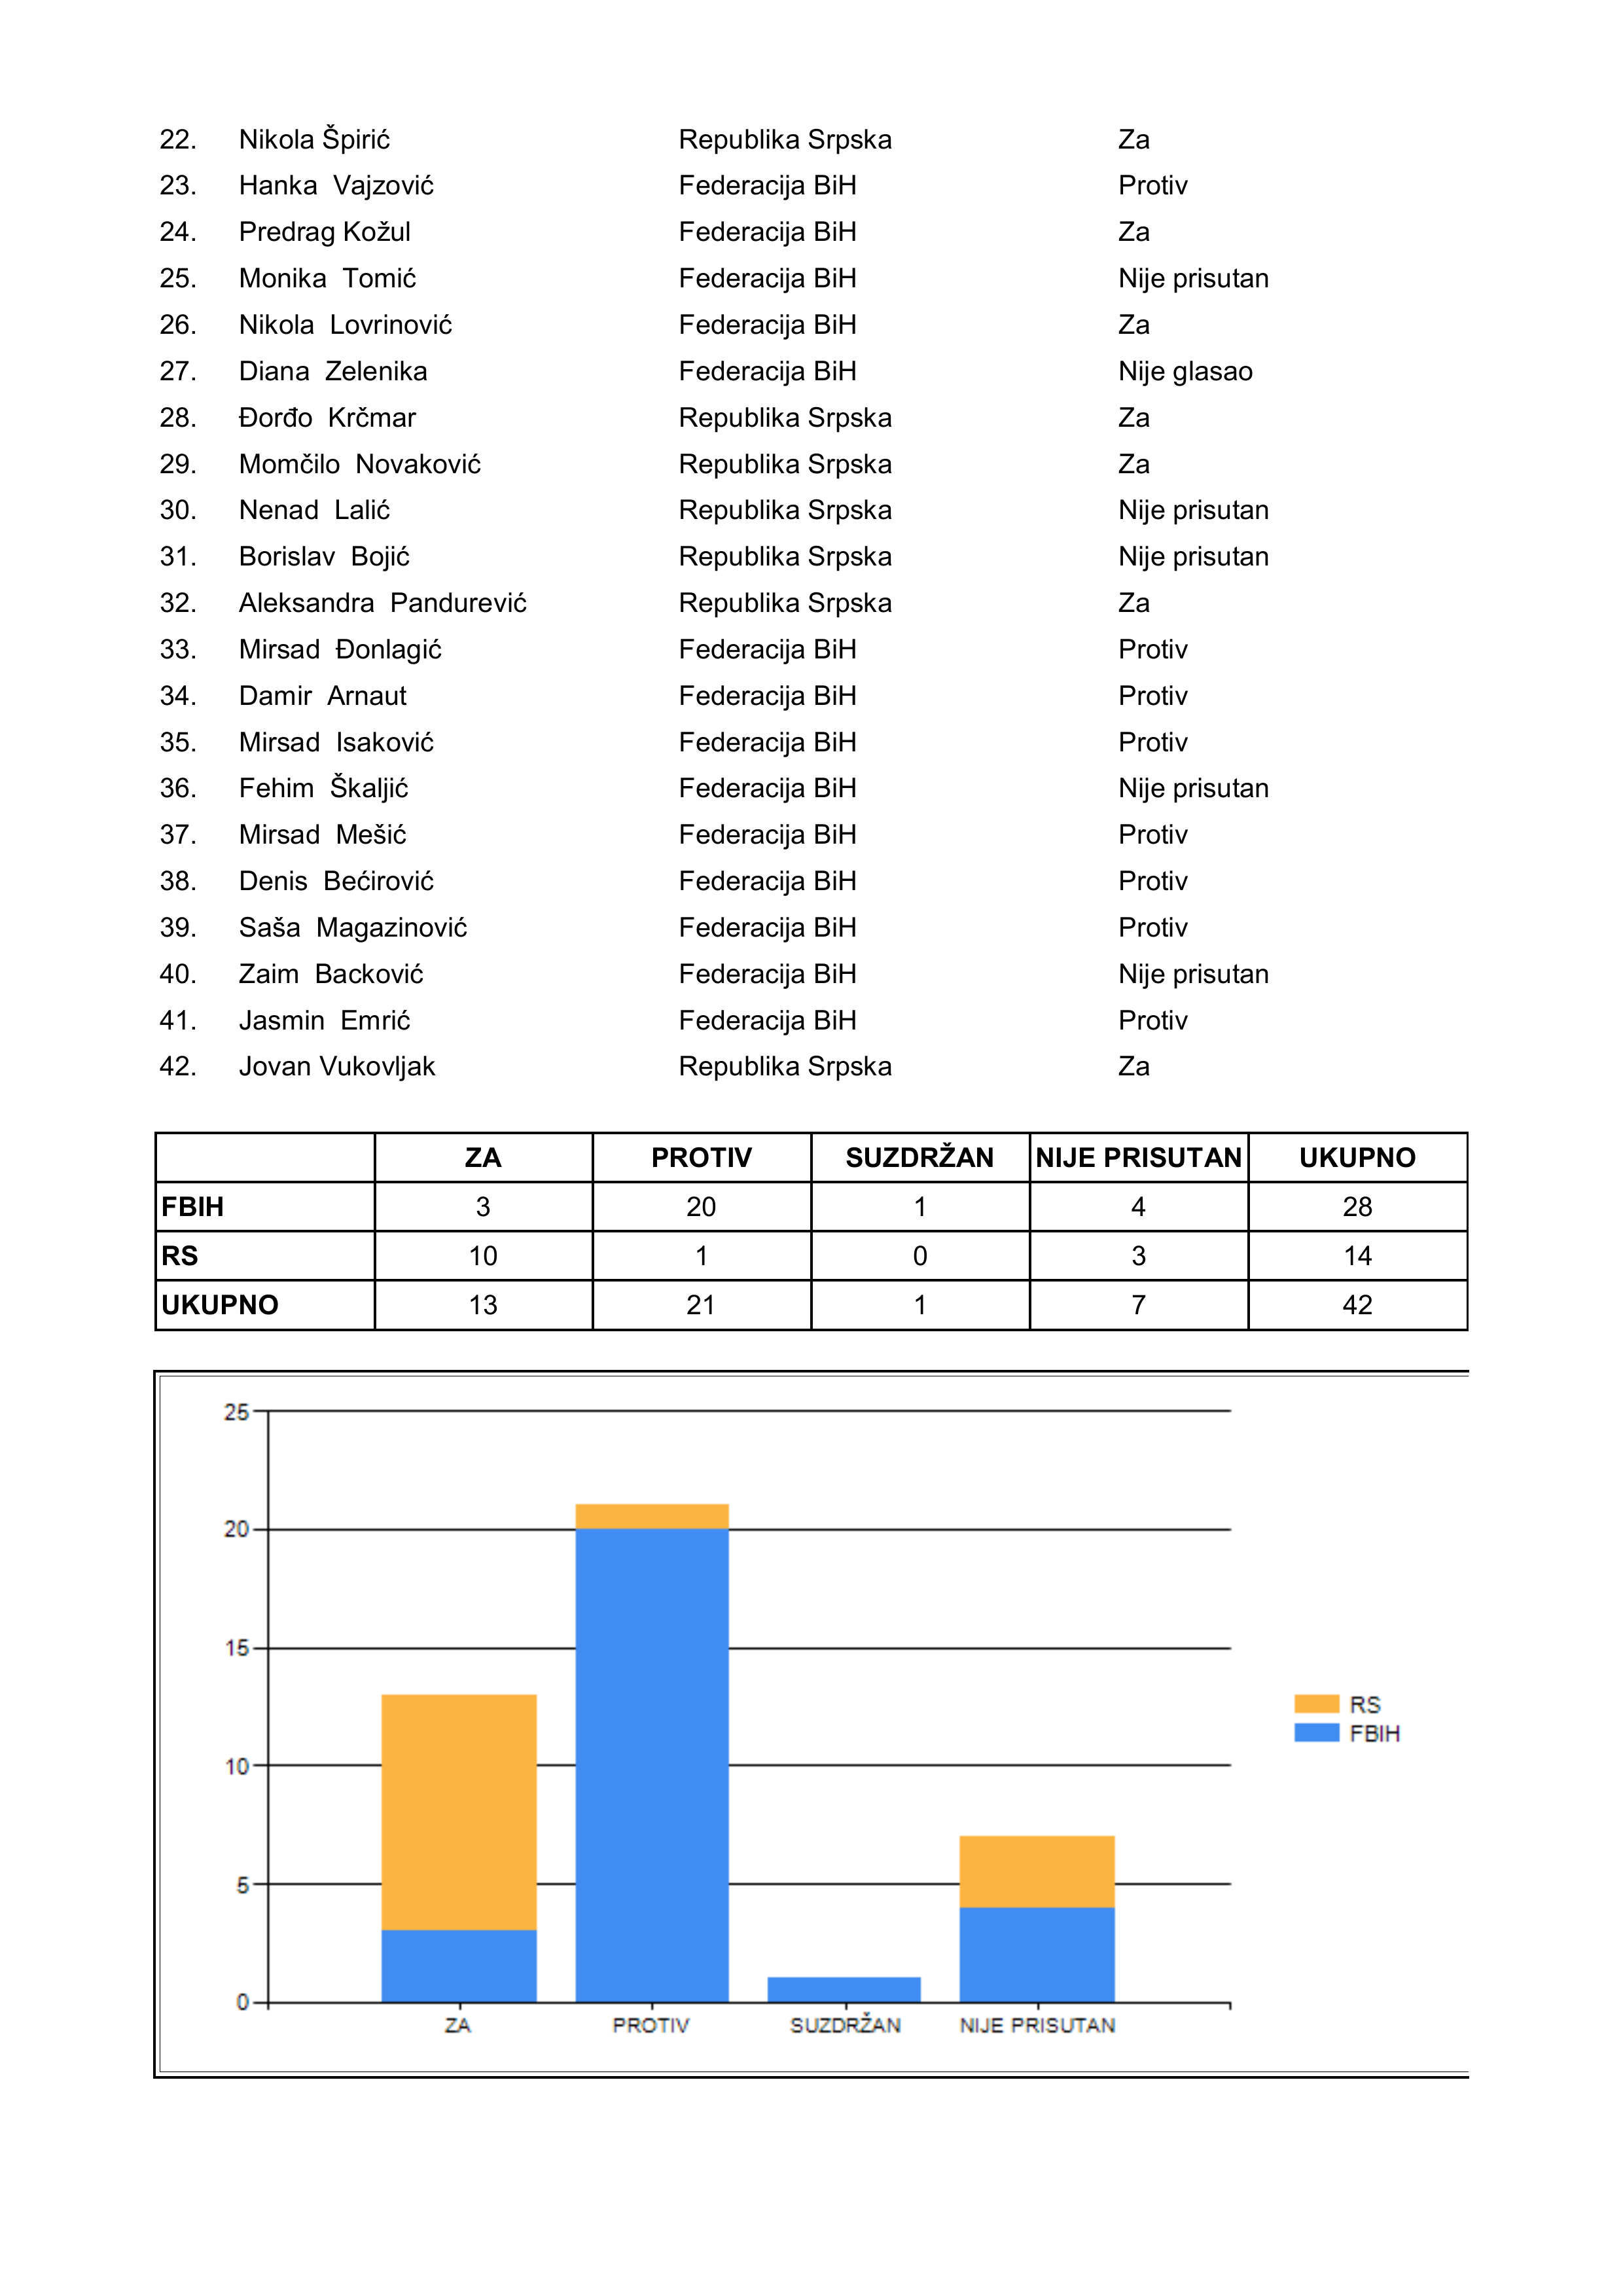 22. Nikola Špirić Republika Srpska Za
23. Hanka Vajzović Federacija BiH Protiv
24. Predrag Kožul Federacija BiH Za
25. Monika Tomić Federacija BiH Nije prisutan
26. Nikola Lovrinović Federacija BiH Za
27. Diana Zelenika Federacija BiH Nije glasao
28. Đorđo Krčmar Republika Srpska Za
29. Momčilo Novaković Republika Srpska Za
30. Nenad Lalić Republika Srpska Nije prisutan
31. Borislav Bojić Republika Srpska Nije prisutan
32. Aleksandra Pandurević Republika Srpska Za
33. Mirsad Đonlagić Federacija BiH Protiv
34. Damir Arnaut Federacija BiH Protiv
35. Mirsad Isaković Federacija BiH Protiv
36. Fehim Škaljić Federacija BiH Nije prisutan
37. Mirsad Mešić Federacija BiH Protiv
38. Denis Bećirović Federacija BiH Protiv
39. Saša Magazinović Federacija BiH Protiv
40. Zaim Backović Federacija BiH Nije prisutan
41. Jasmin Emrić Federacija BiH Protiv
42. Jovan Vukovljak Republika Srpska Za
ZA PROTIV SUZDRŽAN NIJE PRISUTAN UKUPNO
FBIH 3 20 1 4 28
RS 10 1 0 3 14
UKUPNO 13 21 1 7 42
25
20
15
10
5
0
ZA PROTIV SUZDRŽAN NIJE PRISUTAN
RS
FBIH